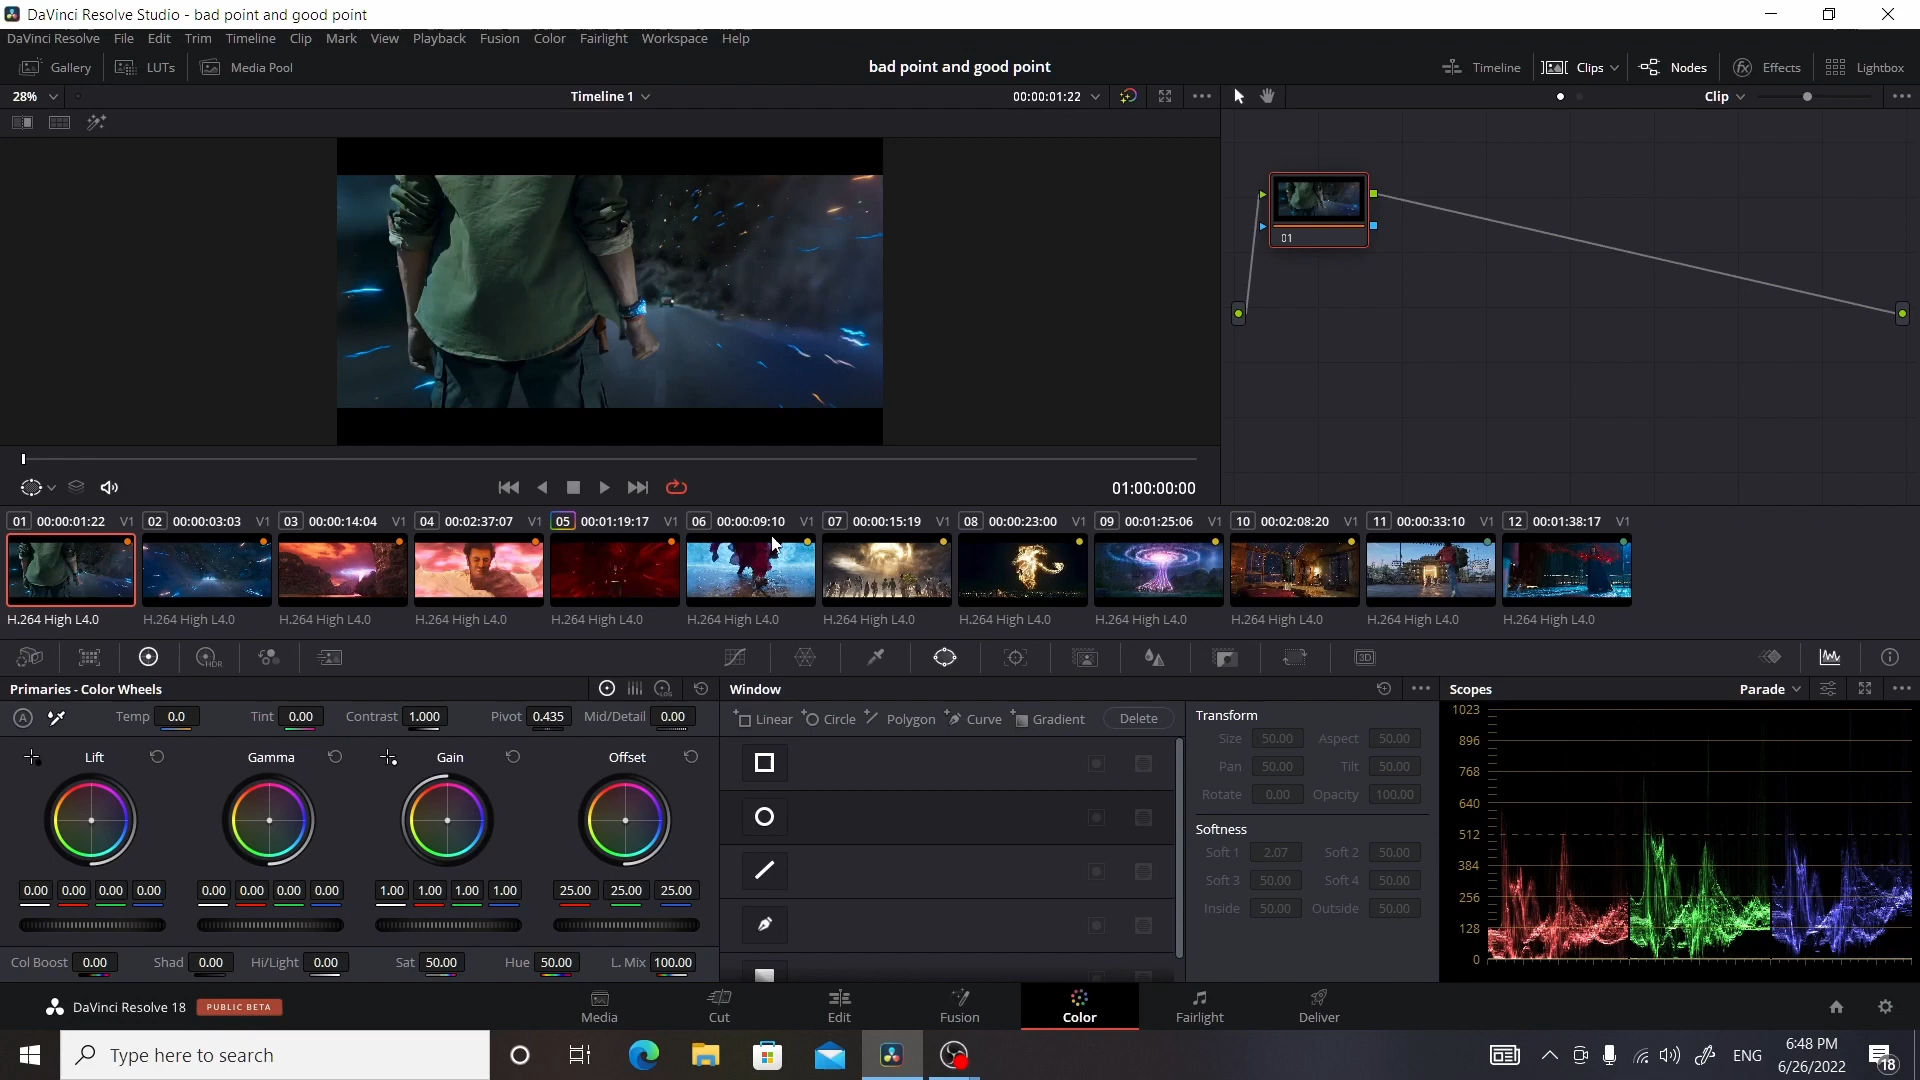 DaVinci Resolve Studio - bad point and good point
DaVinci Resolve File Edit Trim Timeline Clip Mark View Playback Fusion Color Fairlight Workspace Help
Gallery LUTs Media Pool bad point and good point Timeline Clips Nodes Effects Lightbox
28% Timeline 1 00:00:01:22 Clip
01
01:00:00:00
01 00:00:01:22 V1 02 00:00:03:03 V1 03 00:00:14:04 V1 04 00:02:37:07 V1 05 00:01:19:17 V1 06 00:00:09:10 V1 07 00:00:15:19 V1 08 00:00:23:00 V1 09 00:01:25:06 V1 10 00:02:08:20 V1 11 00:00:33:10 V1 12 00:01:38:17 V1
H.264 High L4.0 H.264 High L4.0 H.264 High L4.0 H.264 High L4.0 H.264 High L4.0 H.264 High L4.0 H.264 High L4.0 H.264 High L4.0 H.264 High L4.0 H.264 High L4.0 H.264 High L4.0 H.264 High L4.0
HDR 3D
Primaries - Color Wheels LOG Window Scopes Parade
A Temp 0.0 Tint 0.00 Contrast 1.000 Pivot 0.435 Mid/Detail 0.00 Linear Circle Polygon Curve Gradient Delete Transform 1023
Size 50.00 Aspect 50.00 896
Lift Gamma Gain Offset Pan 50.00 Tilt 50.00 768
Rotate 0.00 Opacity 100.00 640
Softness 512
Soft 1 2.07 Soft 2 50.00 384
Soft 3 50.00 Soft 4 50.00 256
0.00 0.00 0.00 0.00 0.00 0.00 0.00 0.00 1.00 1.00 1.00 1.00 25.00 25.00 25.00 Inside 50.00 Outside 50.00 128
Col Boost 0.00 Shad 0.00 Hi/Light 0.00 Sat 50.00 Hue 50.00 L. Mix 100.00 0
DaVinci Resolve 18 PUBLIC BETA Media Cut Edit Fusion Color Fairlight Deliver
Type here to search ENG 6:48 PM
6/26/2022 18